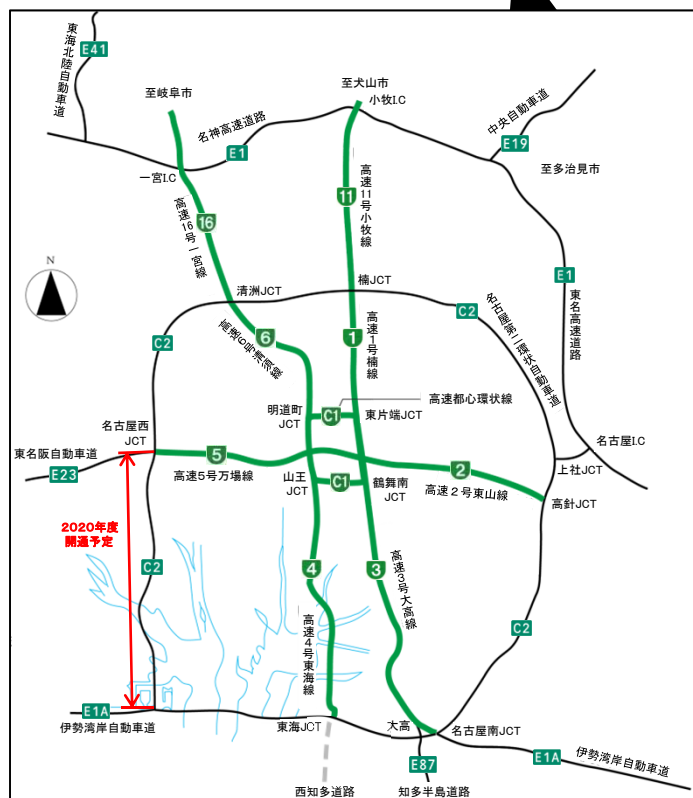 東海北陸自動車道
E41
至岐阜市
至犬山市
小牧I.C
名神高速道路
E1
中央自動車道
E19
至多治見市
一宮I.C
高速16号一宮線
16
高速11号小牧線
11
N
清洲JCT
楠JCT
E1
東名高速道路
C2
名古屋第二環状自動車道
C2
高速6号清須線
6
1
高速1号楠線
高速都心環状線
明道町
JCT
C1
東片端JCT
名古屋西
JCT
東名阪自動車道
E23
5
高速5号万場線
山王
JCT
C1
鶴舞南
JCT
2
高速2号東山線
名古屋I.C
上社JCT
高針JCT
2020年度
開通予定
C2
4
高速4号東海線
3
高速3号大高線
C2
E1A
伊勢湾岸自動車道
東海JCT
大高
名古屋南JCT
E1A
伊勢湾岸自動車道
E87
西知多道路
知多半島道路